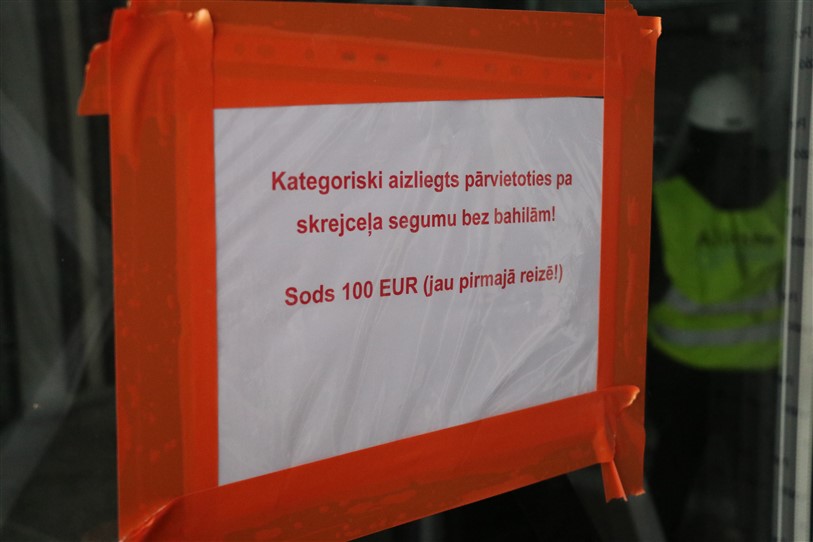 Kategoriski aizliegts pārvietoties pa
skrejceļa segumu bez bahilām!
Sods 100 EUR (jau pirmajā reizē!)